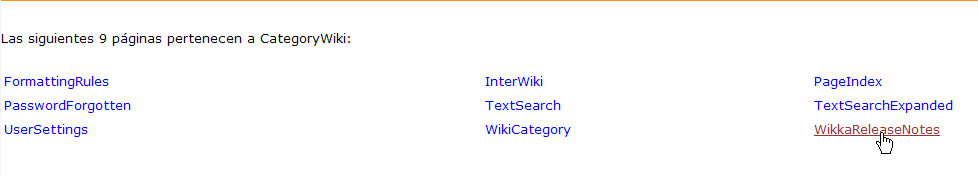 Las siguientes 9 páginas pertenecen a CategoryWiki:
FormattingRules InterWiki PageIndex
PasswordForgotten TextSearch TextSearchExpanded
UserSettings WikiCategory WikkaReleaseNotes